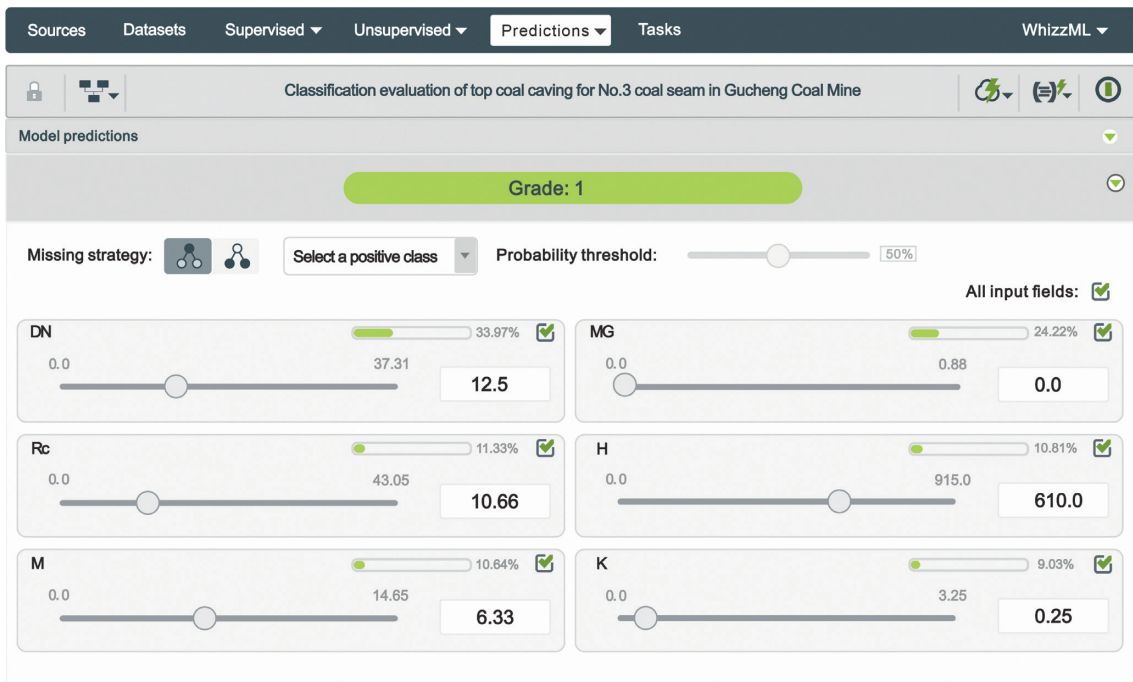 Sources Datasets Supervised Unsupervised Predictions Tasks WhizzML
Classification evaluation of top coal caving for No.3 coal seam in Gucheng Coal Mine
Model predictions
Grade: 1
Missing strategy: Select a positive class Probability threshold: 50%
All input fields:
DN 33.97%
0.0 37.31
12.5
MG 24.22%
0.0 0.88
0.0
Rc 11.33%
0.0 43.05
10.66
H 10.81%
0.0 915.0
610.0
M 10.64%
0.0 14.65
6.33
K 9.03%
0.0 3.25
0.25